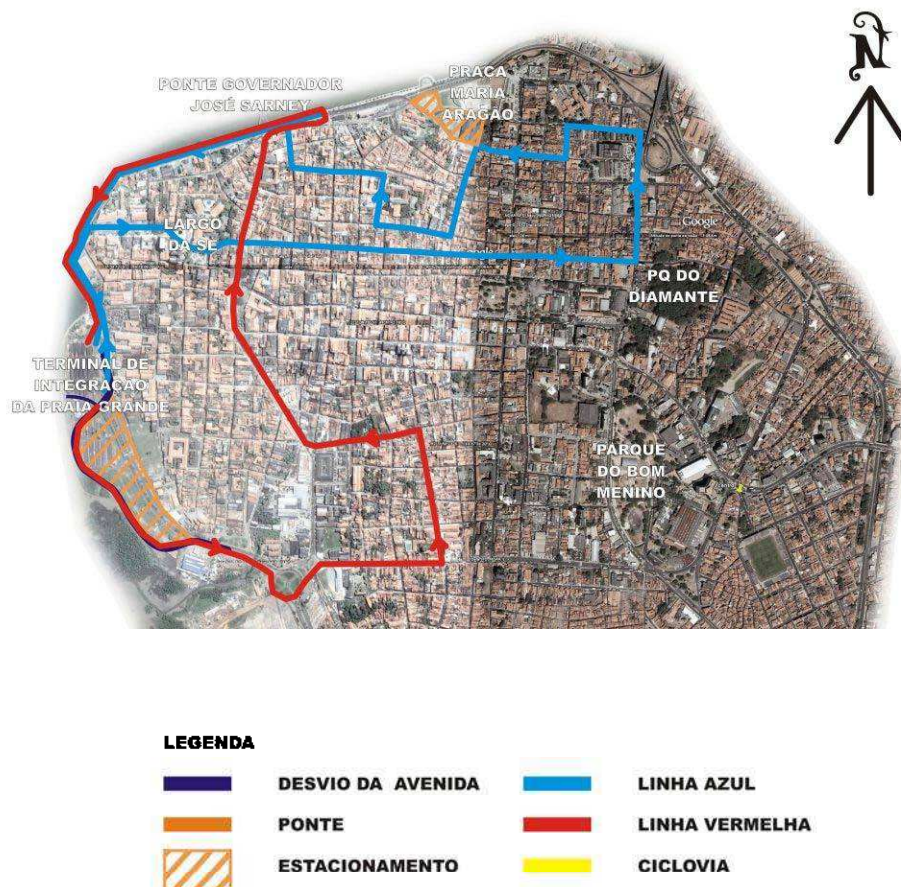 N
PONTE GOVERNADOR
JOSÉ SARNEY
PRAÇA
MARIA
ARAGÃO
LARGO
DA SÉ
Google
PQ DO
DIAMANTE
TERMINAL DE
INTEGRAÇÃO
DA PRAIA GRANDE
PARQUE
DO BOM
MENINO
LEGENDA
DESVIO DA AVENIDA
LINHA AZUL
PONTE
LINHA VERMELHA
ESTACIONAMENTO
CICLOVIA